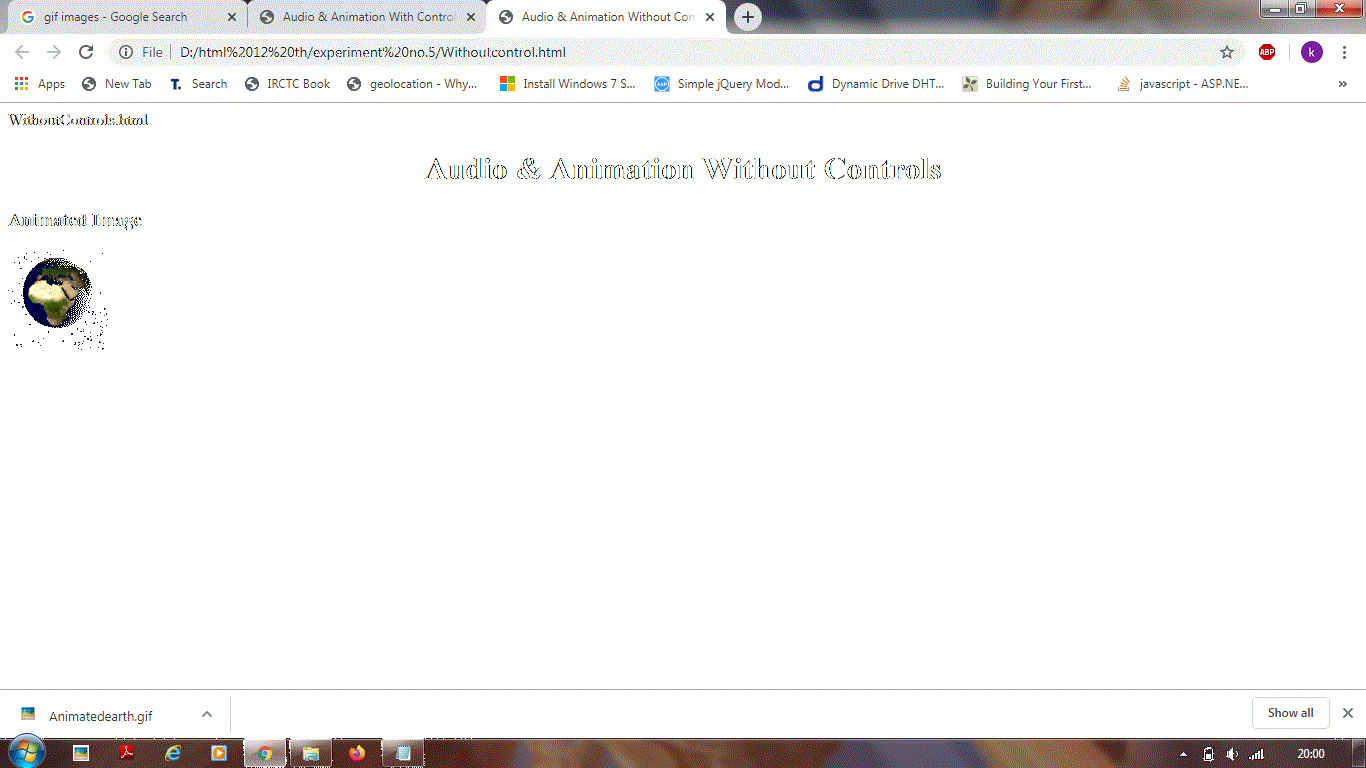 gif images - Google Search
Audio & Animation With Control
Audio & Animation Without Con
File
D:/html%2012%20th/experiment%20no.5/Withoutcontrol.html
ABP
k
Apps
New Tab
T. Search
IRCTC Book
geolocation - Why...
Install Windows 7 S...
ASP Simple jQuery Mod...
d Dynamic Drive DHT...
Building Your First...
javascript - ASP.NE...
WithoutControls.html
Audio & Animation Without Controls
Animated Image
Animatedearth.gif
Show all
20:00